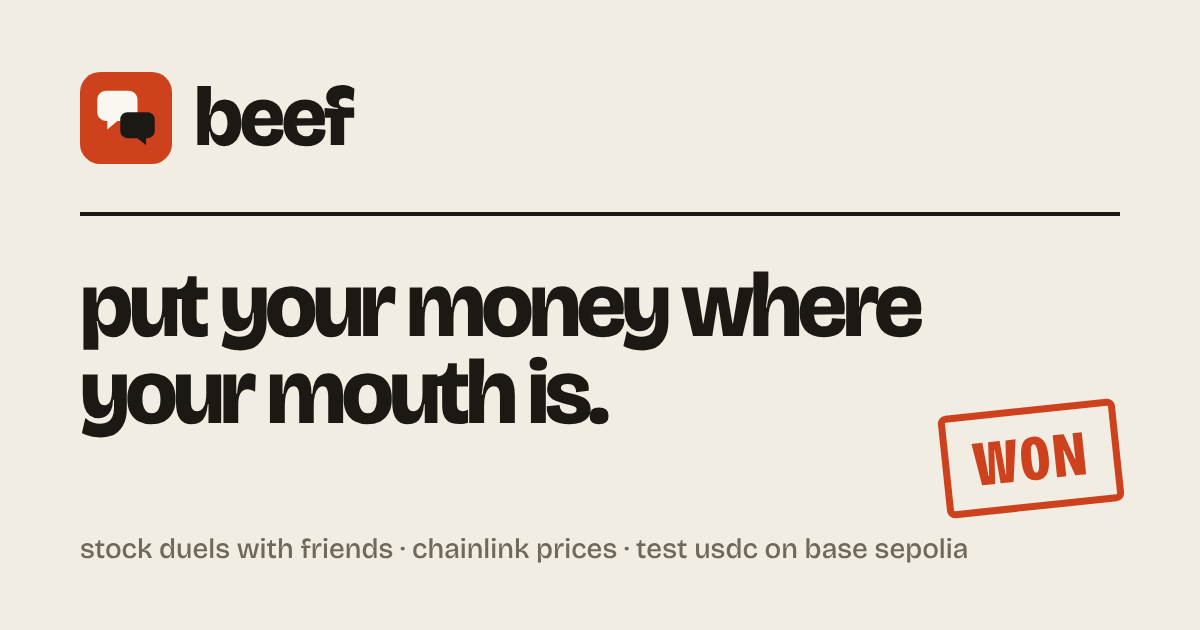 beef
put your money where
your mouth is.
WON
stock duels with friends · chainlink prices · test usdc on base sepolia